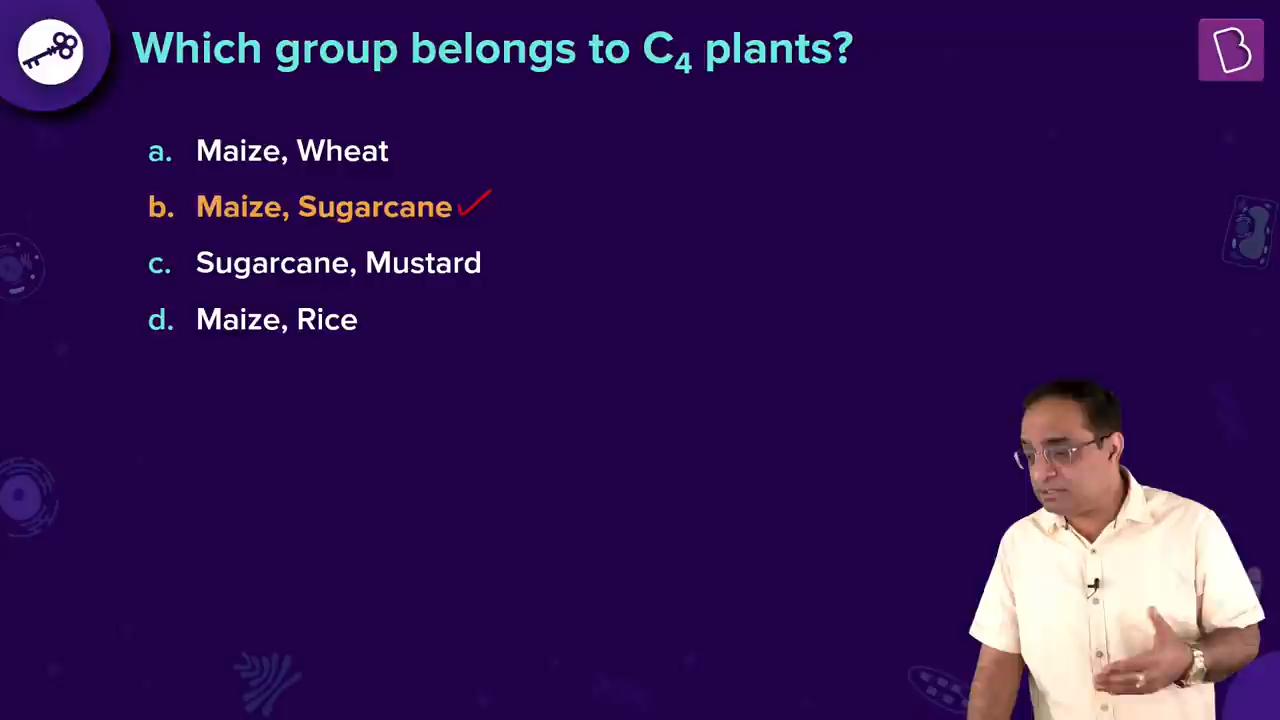 Which group belongs to C₄ plants?
a. Maize, Wheat
b. Maize, Sugarcane
c. Sugarcane, Mustard
d. Maize, Rice
B